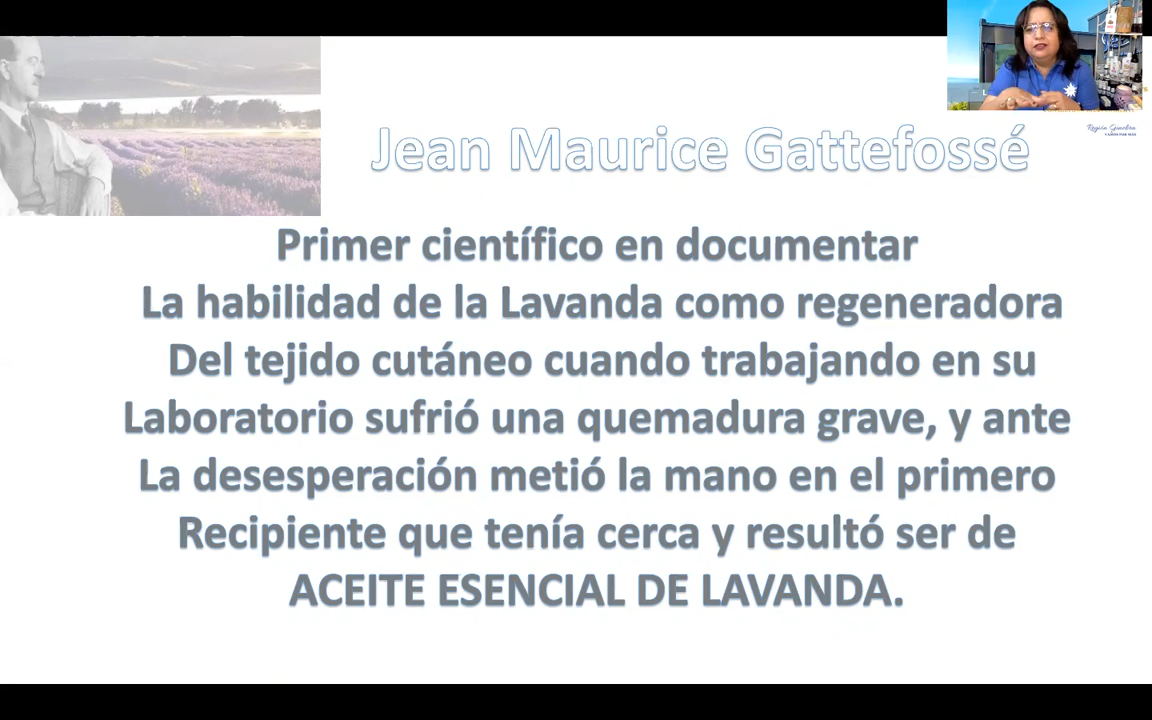 Región Ginebra
Jean Maurice Gattefossé
Primer científico en documentar
La habilidad de la Lavanda como regeneradora
Del tejido cutáneo cuando trabajando en su
Laboratorio sufrió una quemadura grave, y ante
La desesperación metió la mano en el primero
Recipiente que tenía cerca y resultó ser de
ACEITE ESENCIAL DE LAVANDA.